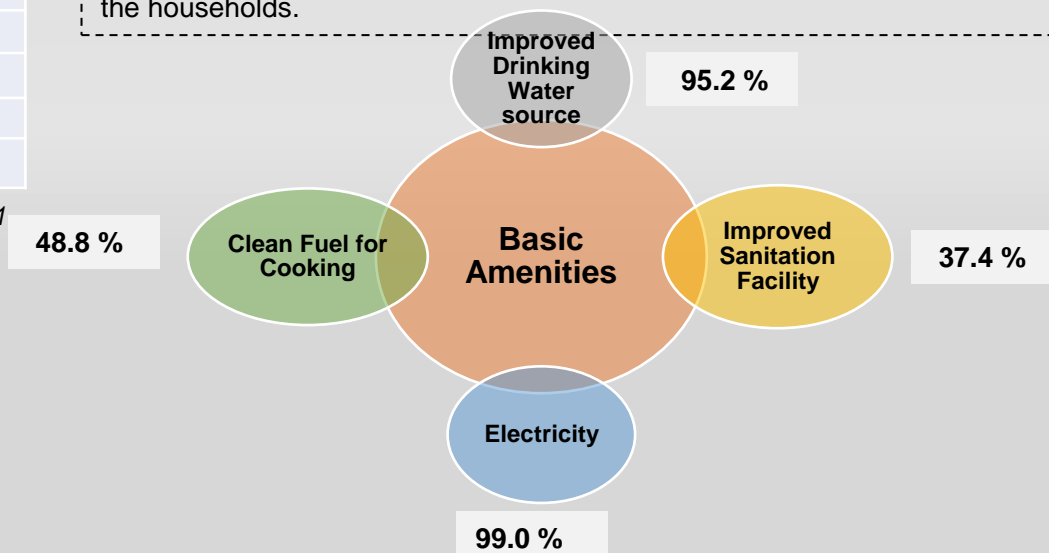 the households.
Improved
Drinking
Water
source
95.2 %
1
48.8 %
Clean Fuel for
Cooking
Basic
Amenities
Improved
Sanitation
Facility
37.4 %
Electricity
99.0 %